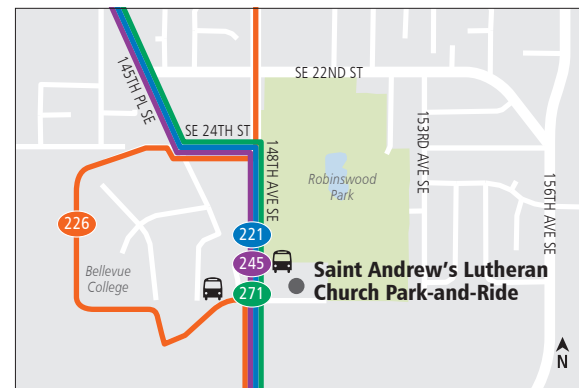 SE 22ND ST
145TH PL SE
SE 24TH ST
148TH AVE SE
153RD AVE SE
156TH AVE SE
Robinswood
Park
226
221
245
271
Bellevue
College
Saint Andrew's Lutheran
Church Park-and-Ride
N